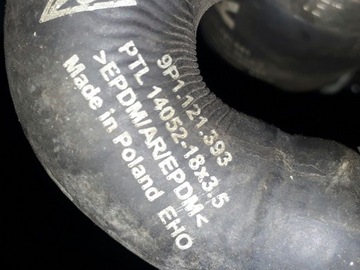 9P1.121.393
PTL 14052-18x3.5
>EPDM/AR/EPDM<
Made in Poland EHO